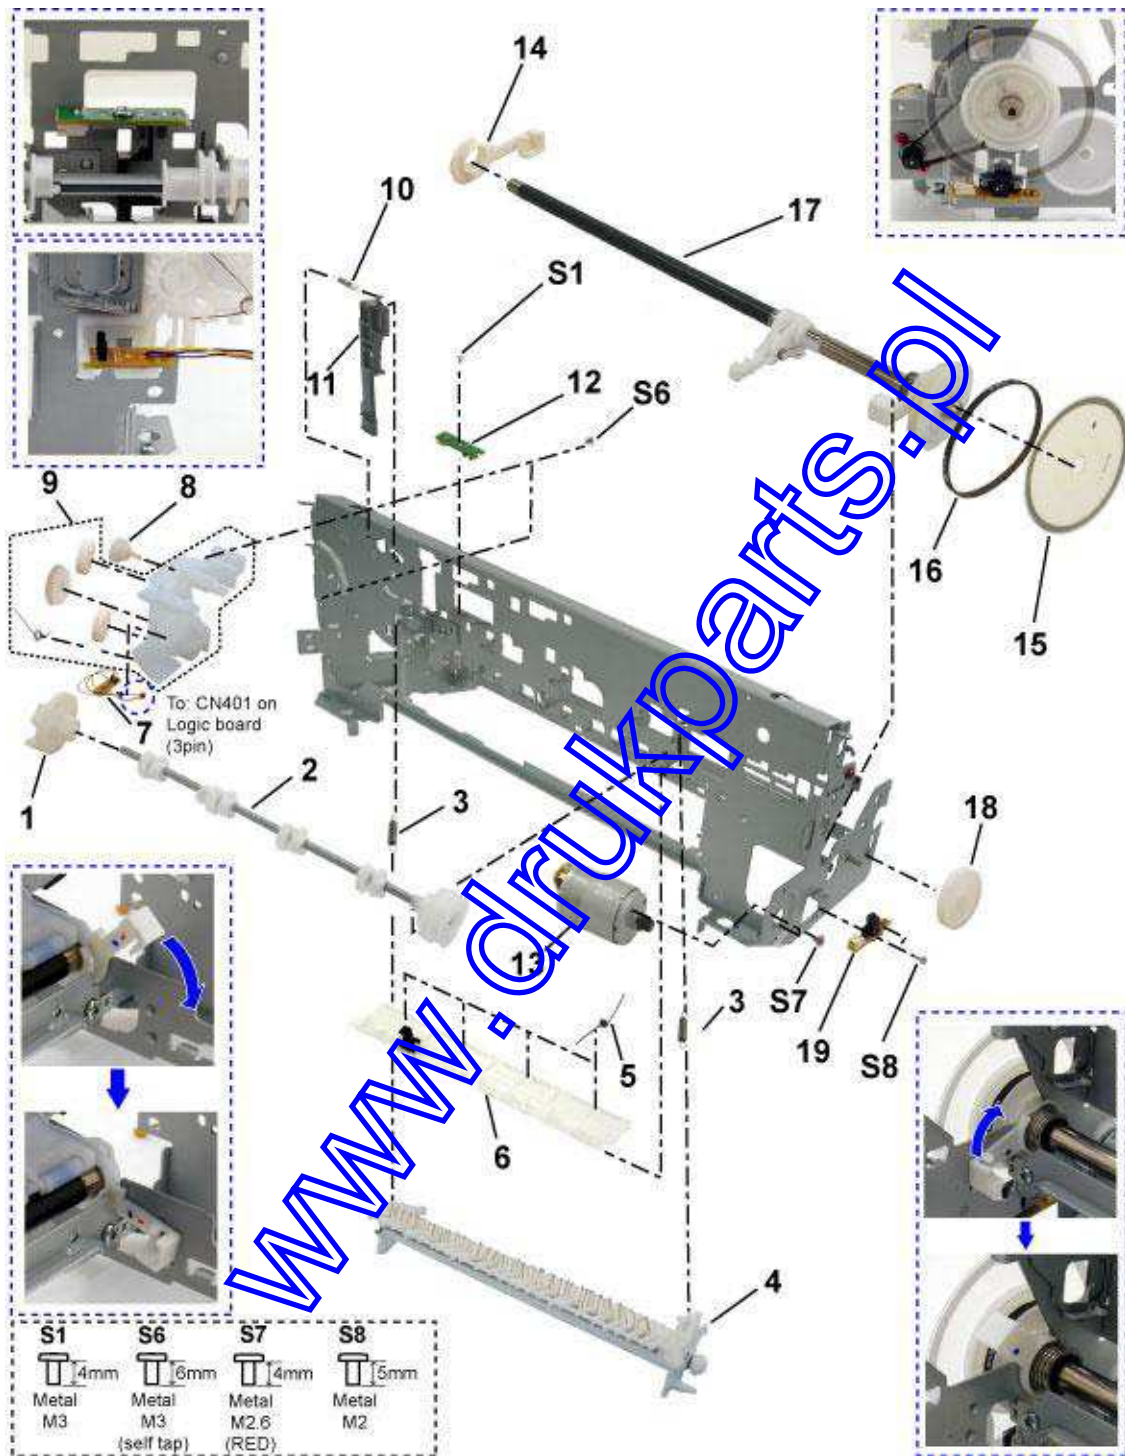 14
10
17
S1
11
12
S6
9
8
16
15
To: CN401 on
Logic board
(3pin)
7
1
2
3
18
13
S7
3
19
S8
5
6
4
www.drukparts.pl
S1
S6
S7
S8
4mm
6mm
4mm
5mm
Metal
Metal
Metal
Metal
M3
M3
M2.6
M2
(self tap)
(RED)